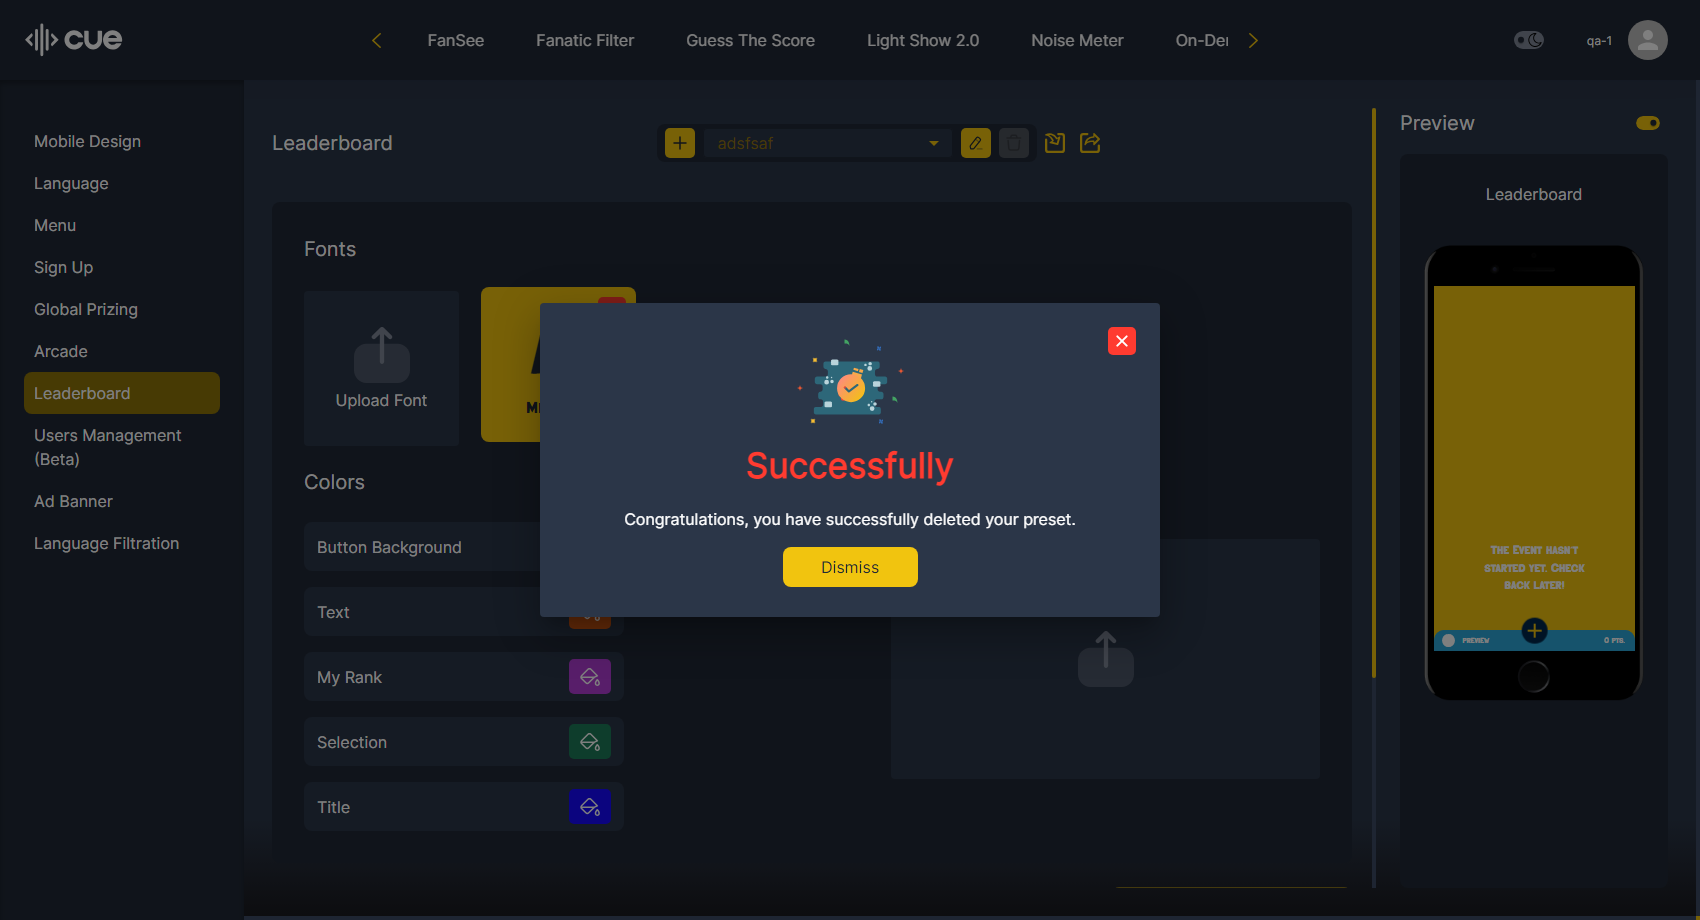 cue
FanSee
Fanatic Filter
Guess The Score
Light Show 2.0
Noise Meter
qa-1
Mobile Design
Language
Menu
Sign Up
Global Prizing
Arcade
Leaderboard
Users Management
(Beta)
Ad Banner
Language Filtration
Leaderboard
adsfsaf
Fonts
Upload Font
Colors
Button Background
Text
My Rank
Selection
Title
Successfully
Congratulations, you have successfully deleted your preset.
Dismiss
Preview
Leaderboard
The Event hasn't
started yet. Check
back later!
PREVIEW
0 PTS.